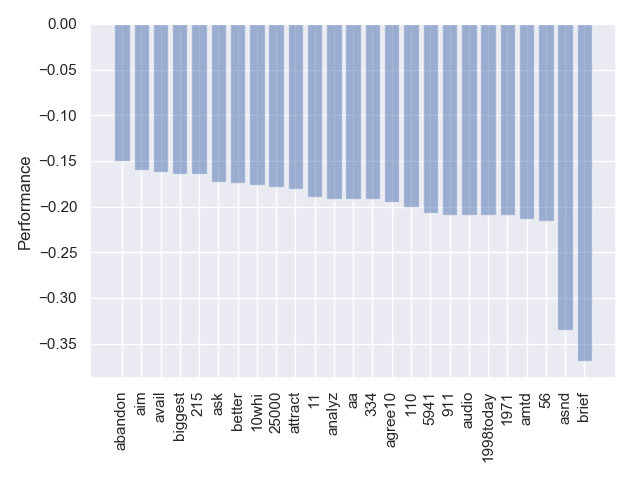 0.00
−0.05
−0.10
−0.15
−0.20
−0.25
−0.30
−0.35
Performance
abandon
aim
avail
biggest
215
ask
better
10whi
25000
attract
11
analyz
aa
334
agree10
110
5941
911
audio
1998today
1971
amtd
56
asnd
brief